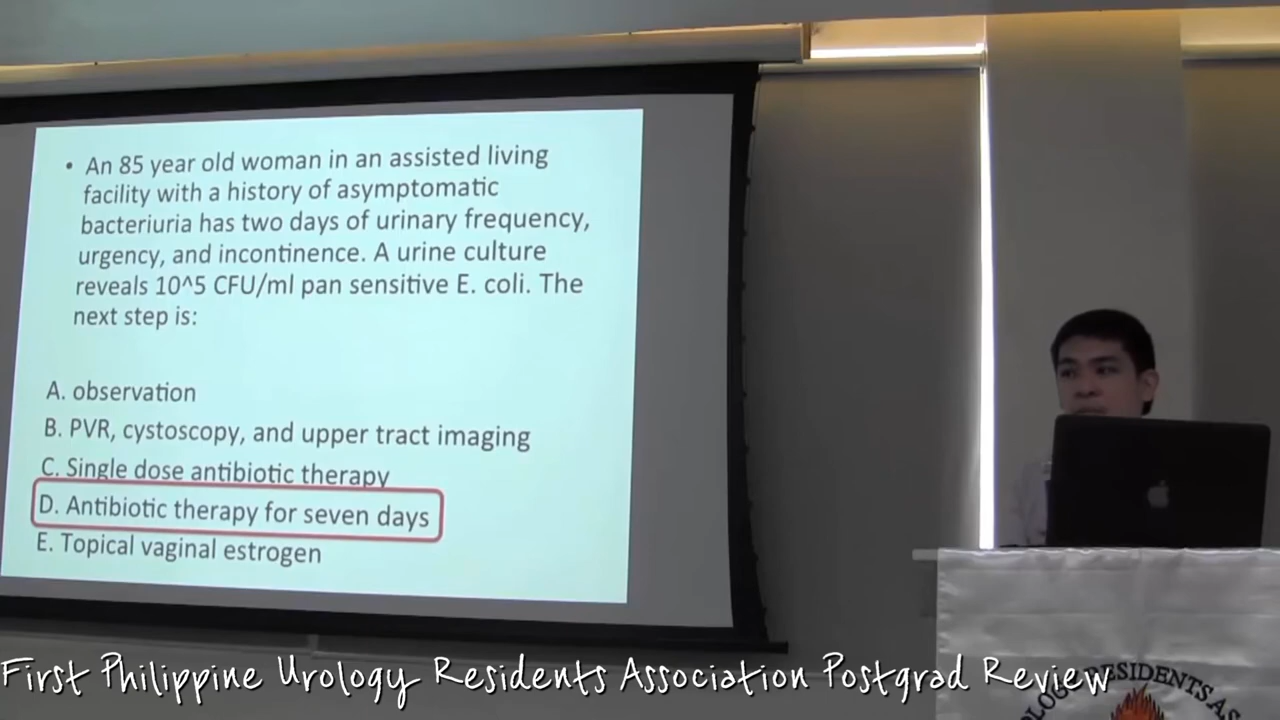 • An 85 year old woman in an assisted living
facility with a history of asymptomatic
bacteriuria has two days of urinary frequency,
urgency, and incontinence. A urine culture
reveals 10^5 CFU/ml pan sensitive E. coli. The
next step is:
A. observation
B. PVR, cystoscopy, and upper tract imaging
C. Single dose antibiotic therapy
D. Antibiotic therapy for seven days
E. Topical vaginal estrogen
First Philippine Urology Residents Association Postgrad Review
RESIDENTS